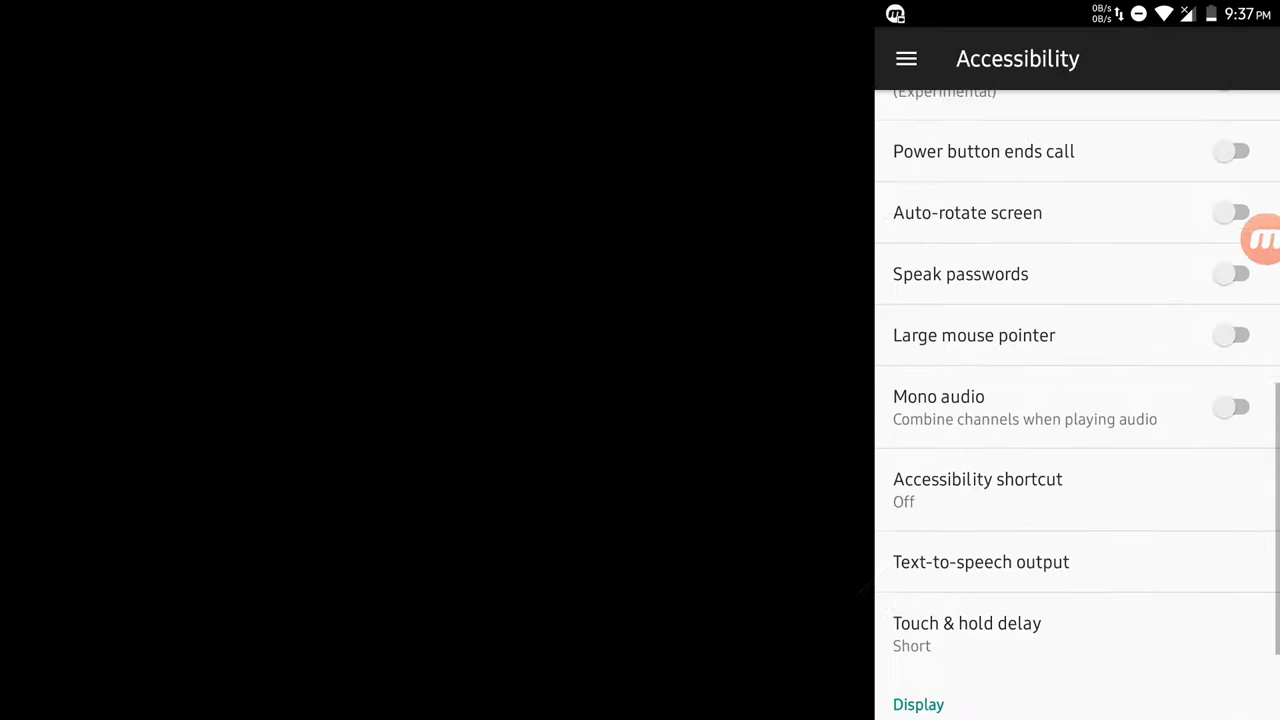 0B/s
0B/s
9:37 PM
Accessibility
(Experimental)
Power button ends call
Auto-rotate screen
Speak passwords
Large mouse pointer
Mono audio
Combine channels when playing audio
Accessibility shortcut
Off
Text-to-speech output
Touch & hold delay
Short
Display